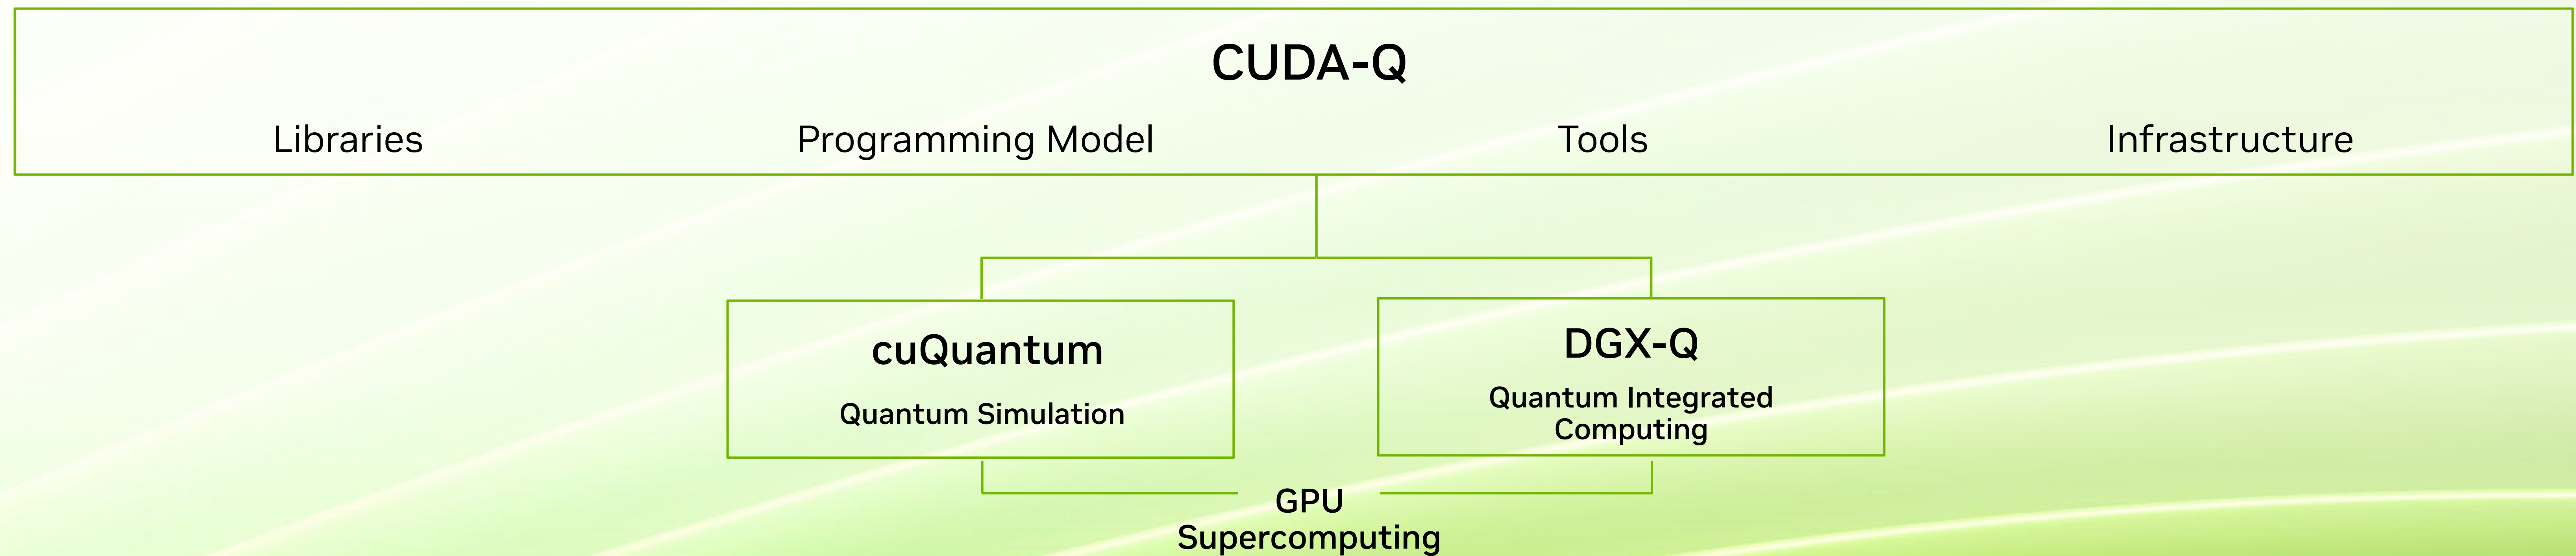 CUDA-Q
Libraries
Programming Model
Tools
Infrastructure
cuQuantum
Quantum Simulation
DGX-Q
Quantum Integrated
Computing
GPU
Supercomputing